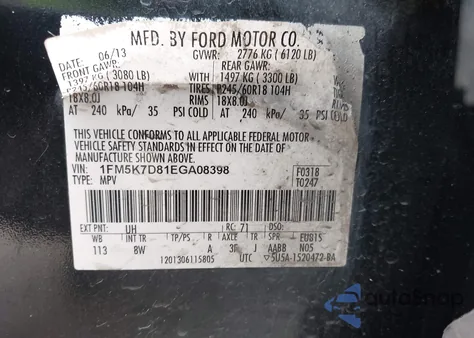 MFD. BY FORD MOTOR CO.
DATE: 06/13 GVWR: 2776 KG ( 6120 LB)
FRONT GAWR: REAR GAWR:
KG ( 3080 LB) 1497 KG ( 3300 LB)
P245/60R18 104H TIRES P245/60R18 104H
18X8.0J RIMS 18X8.0J
AT 240 kPa/ 35 PSI COLD AT 240 kPa/ 35 PSI COLD
THIS VEHICLE CONFORMS TO ALL APPLICABLE FEDERAL MOTOR
VEHICLE SAFETY STANDARDS IN EFFECT ON THE DATE OF
MANUFACTURE SHOWN ABOVE.
VIN: 1FM5K7D81EGA08398 F0318
TYPE: MPV T0247
EXT PNT: UH RC: 71 DSO:
WB INT TR TP/PS R AXLE TR SPR EU81S
113 8W A J AABB N05
1201306115805 UTC 5U5A-1520472-BA
autoSnap